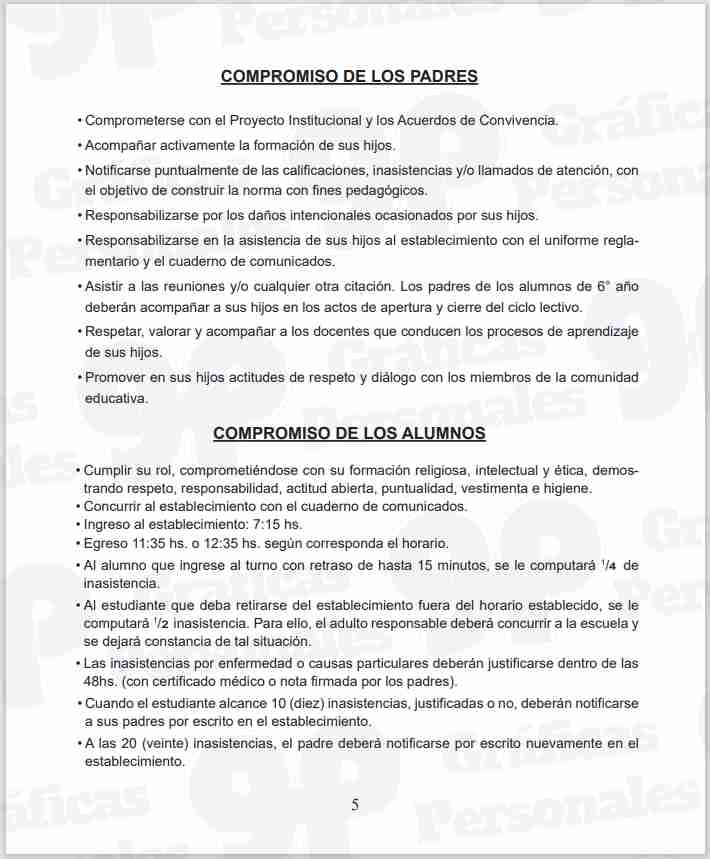 COMPROMISO DE LOS PADRES
• Comprometerse con el Proyecto Institucional y los Acuerdos de Convivencia.
• Acompañar activamente la formación de sus hijos.
• Notificarse puntualmente de las calificaciones, inasistencias y/o llamados de atención, con
el objetivo de construir la norma con fines pedagógicos.
• Responsabilizarse por los daños intencionales ocasionados por sus hijos.
• Responsabilizarse en la asistencia de sus hijos al establecimiento con el uniforme regla-
mentario y el cuaderno de comunicados.
• Asistir a las reuniones y/o cualquier otra citación. Los padres de los alumnos de 6° año
deberán acompañar a sus hijos en los actos de apertura y cierre del ciclo lectivo.
• Respetar, valorar y acompañar a los docentes que conducen los procesos de aprendizaje
de sus hijos.
• Promover en sus hijos actitudes de respeto y diálogo con los miembros de la comunidad
educativa.
COMPROMISO DE LOS ALUMNOS
• Cumplir su rol, comprometiéndose con su formación religiosa, intelectual y ética, demos-
trando respeto, responsabilidad, actitud abierta, puntualidad, vestimenta e higiene.
• Concurrir al establecimiento con el cuaderno de comunicados.
• Ingreso al establecimiento: 7:15 hs.
• Egreso 11:35 hs. o 12:35 hs. según corresponda el horario.
• Al alumno que ingrese al turno con retraso de hasta 15 minutos, se le computará 1/4 de
inasistencia.
• Al estudiante que deba retirarse del establecimiento fuera del horario establecido, se le
computará 1/2 inasistencia. Para ello, el adulto responsable deberá concurrir a la escuela y
se dejará constancia de tal situación.
• Las inasistencias por enfermedad o causas particulares deberán justificarse dentro de las
48hs. (con certificado médico o nota firmada por los padres).
• Cuando el estudiante alcance 10 (diez) inasistencias, justificadas o no, deberán notificarse
a sus padres por escrito en el establecimiento.
• A las 20 (veinte) inasistencias, el padre deberá notificarse por escrito nuevamente en el
establecimiento.
5
gp Gráficas Personales